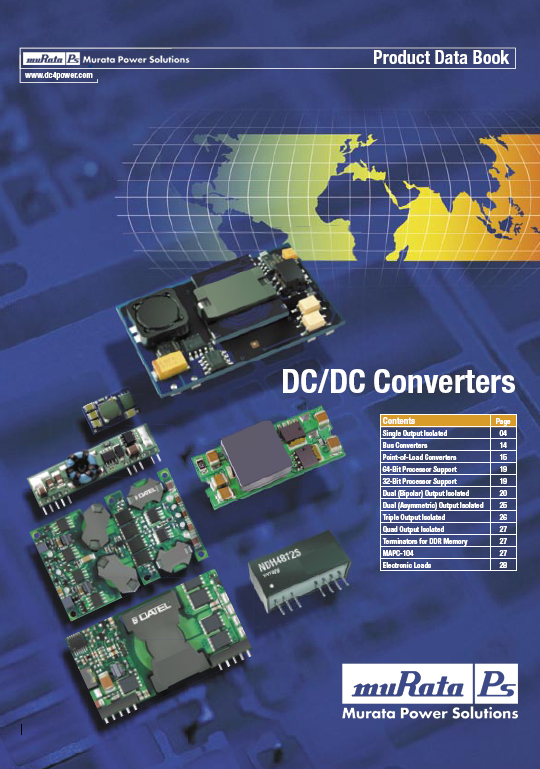 muRata Ps Murata Power Solutions
Product Data Book
www.dc4power.com
DC/DC Converters
Contents Page
Single Output Isolated 04
Bus Converters 14
Point-of-Load Converters 15
64-Bit Processor Support 19
32-Bit Processor Support 19
Dual (Bipolar) Output Isolated 20
Dual (Asymmetric) Output Isolated 25
Triple Output Isolated 26
Quad Output Isolated 27
Terminators for DDR Memory 27
MAPC-104 27
Electronic Loads 28
DATEL
NDH4812S
DATEL
muRata Ps
Murata Power Solutions